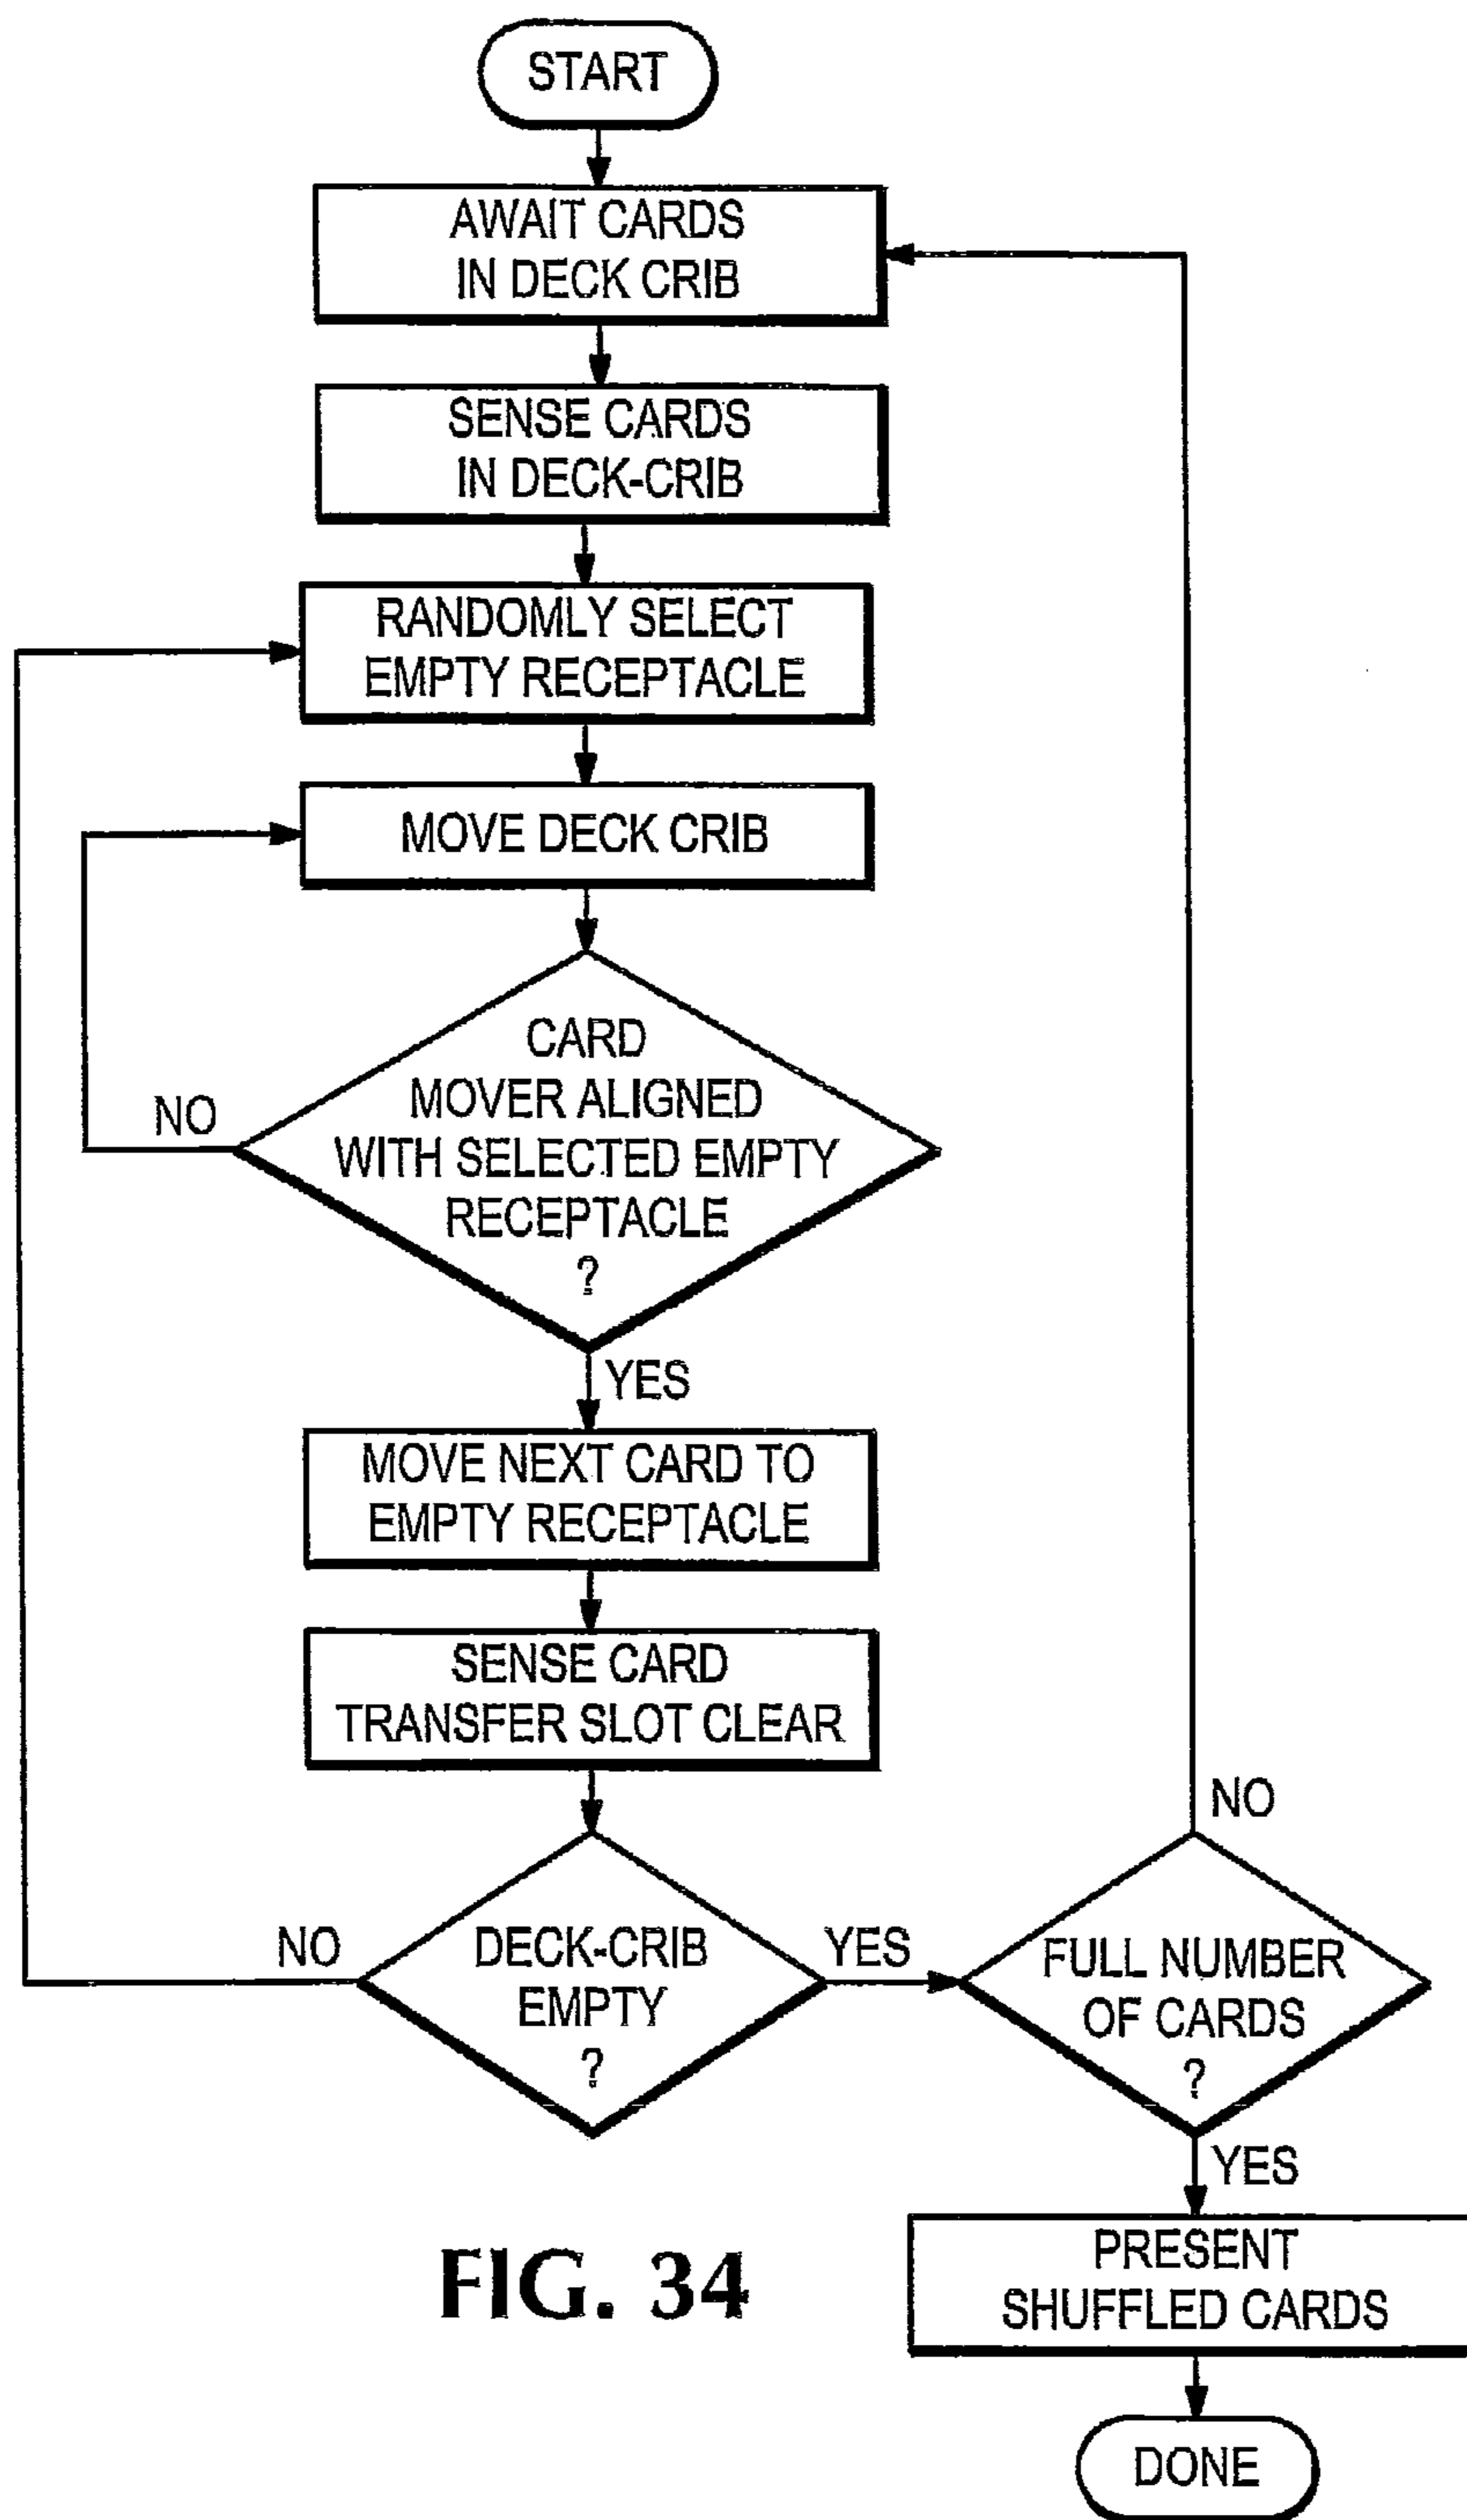 START
AWAIT CARDS
IN DECK CRIB
SENSE CARDS
IN DECK-CRIB
RANDOMLY SELECT
EMPTY RECEPTACLE
MOVE DECK CRIB
CARD
MOVER ALIGNED
WITH SELECTED EMPTY
RECEPTACLE
?
NO
YES
MOVE NEXT CARD TO
EMPTY RECEPTACLE
SENSE CARD
TRANSFER SLOT CLEAR
NO
DECK-CRIB
EMPTY
?
YES
NO
FULL NUMBER
OF CARDS
?
YES
PRESENT
SHUFFLED CARDS
DONE
FIG. 34